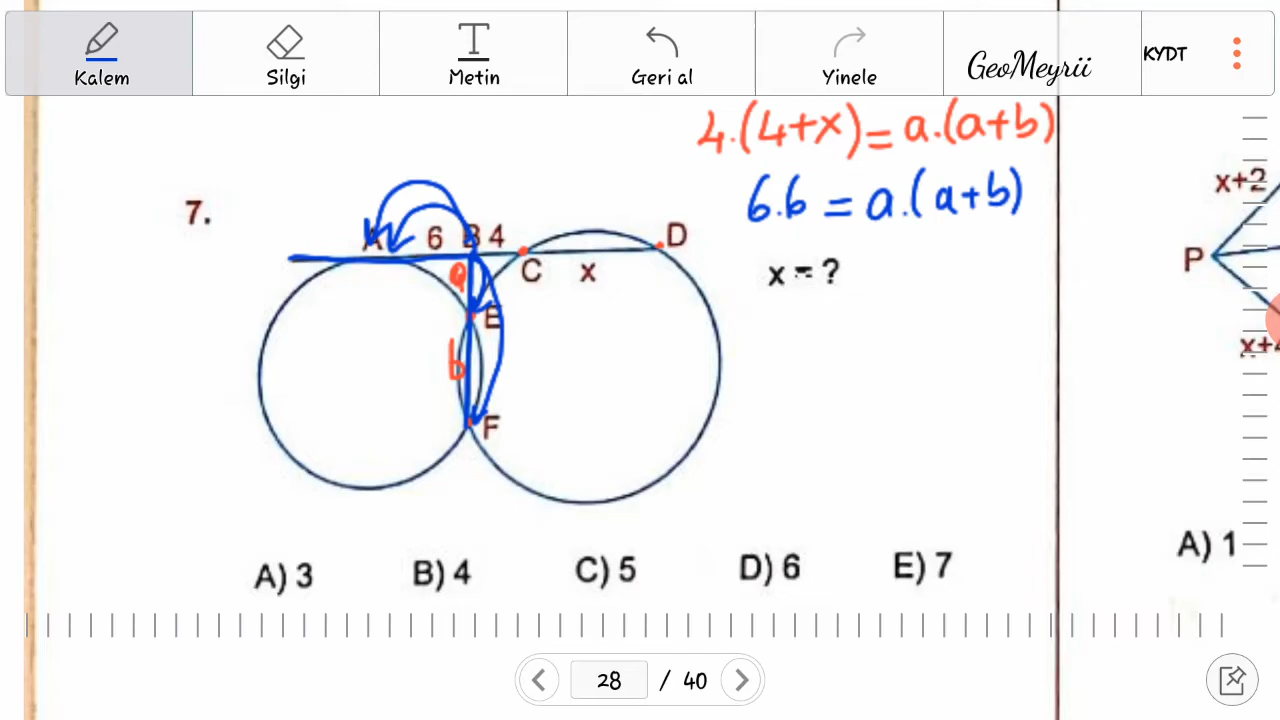 Kalem
Silgi
Metin
Geri al
Yinele
GeoMeyrii
KYDT
4.(4+x)=a.(a+b)
6.6=a.(a+b)
7.
A 6 B 4 C x D
x = ?
a
E
b
F
A) 3 B) 4 C) 5 D) 6 E) 7
x+2
P
x+4
A) 1
28 / 40